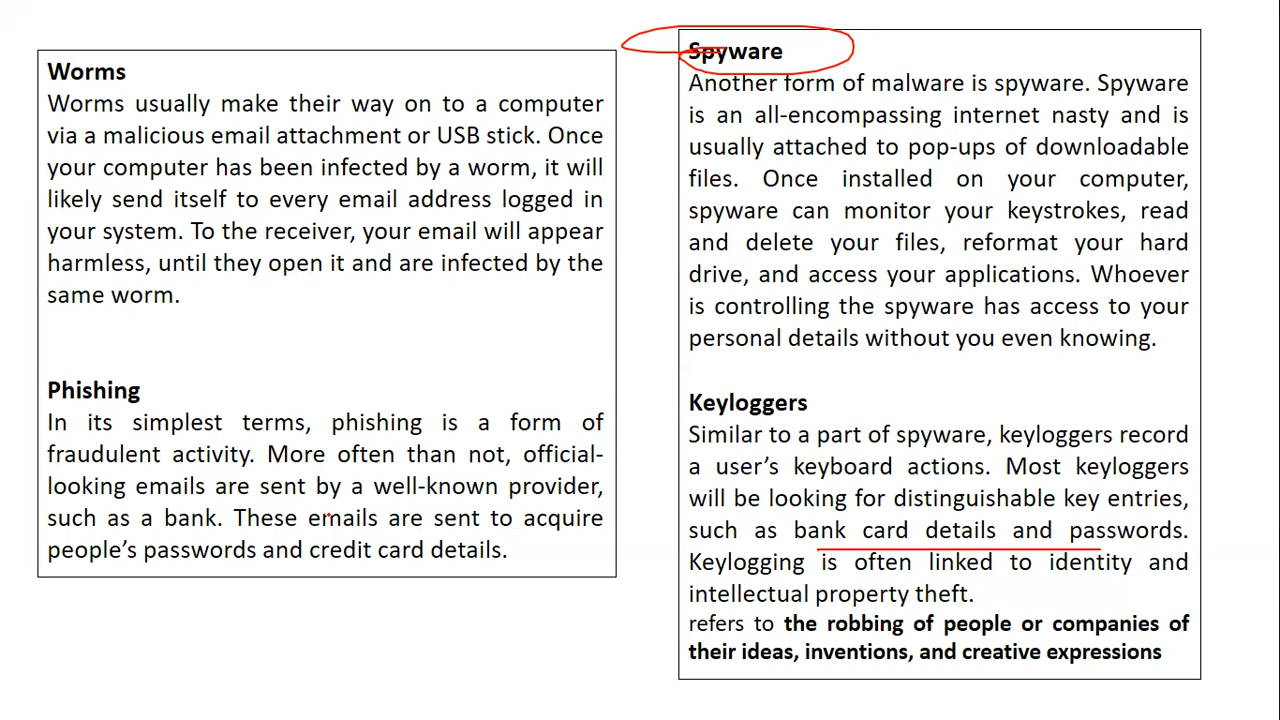 Worms
Worms usually make their way on to a computer
via a malicious email attachment or USB stick. Once
your computer has been infected by a worm, it will
likely send itself to every email address logged in
your system. To the receiver, your email will appear
harmless, until they open it and are infected by the
same worm.
Phishing
In its simplest terms, phishing is a form of
fraudulent activity. More often than not, official-
looking emails are sent by a well-known provider,
such as a bank. These emails are sent to acquire
people’s passwords and credit card details.
Spyware
Another form of malware is spyware. Spyware
is an all-encompassing internet nasty and is
usually attached to pop-ups of downloadable
files. Once installed on your computer,
spyware can monitor your keystrokes, read
and delete your files, reformat your hard
drive, and access your applications. Whoever
is controlling the spyware has access to your
personal details without you even knowing.
Keyloggers
Similar to a part of spyware, keyloggers record
a user’s keyboard actions. Most keyloggers
will be looking for distinguishable key entries,
such as bank card details and passwords.
Keylogging is often linked to identity and
intellectual property theft.
refers to the robbing of people or companies of
their ideas, inventions, and creative expressions